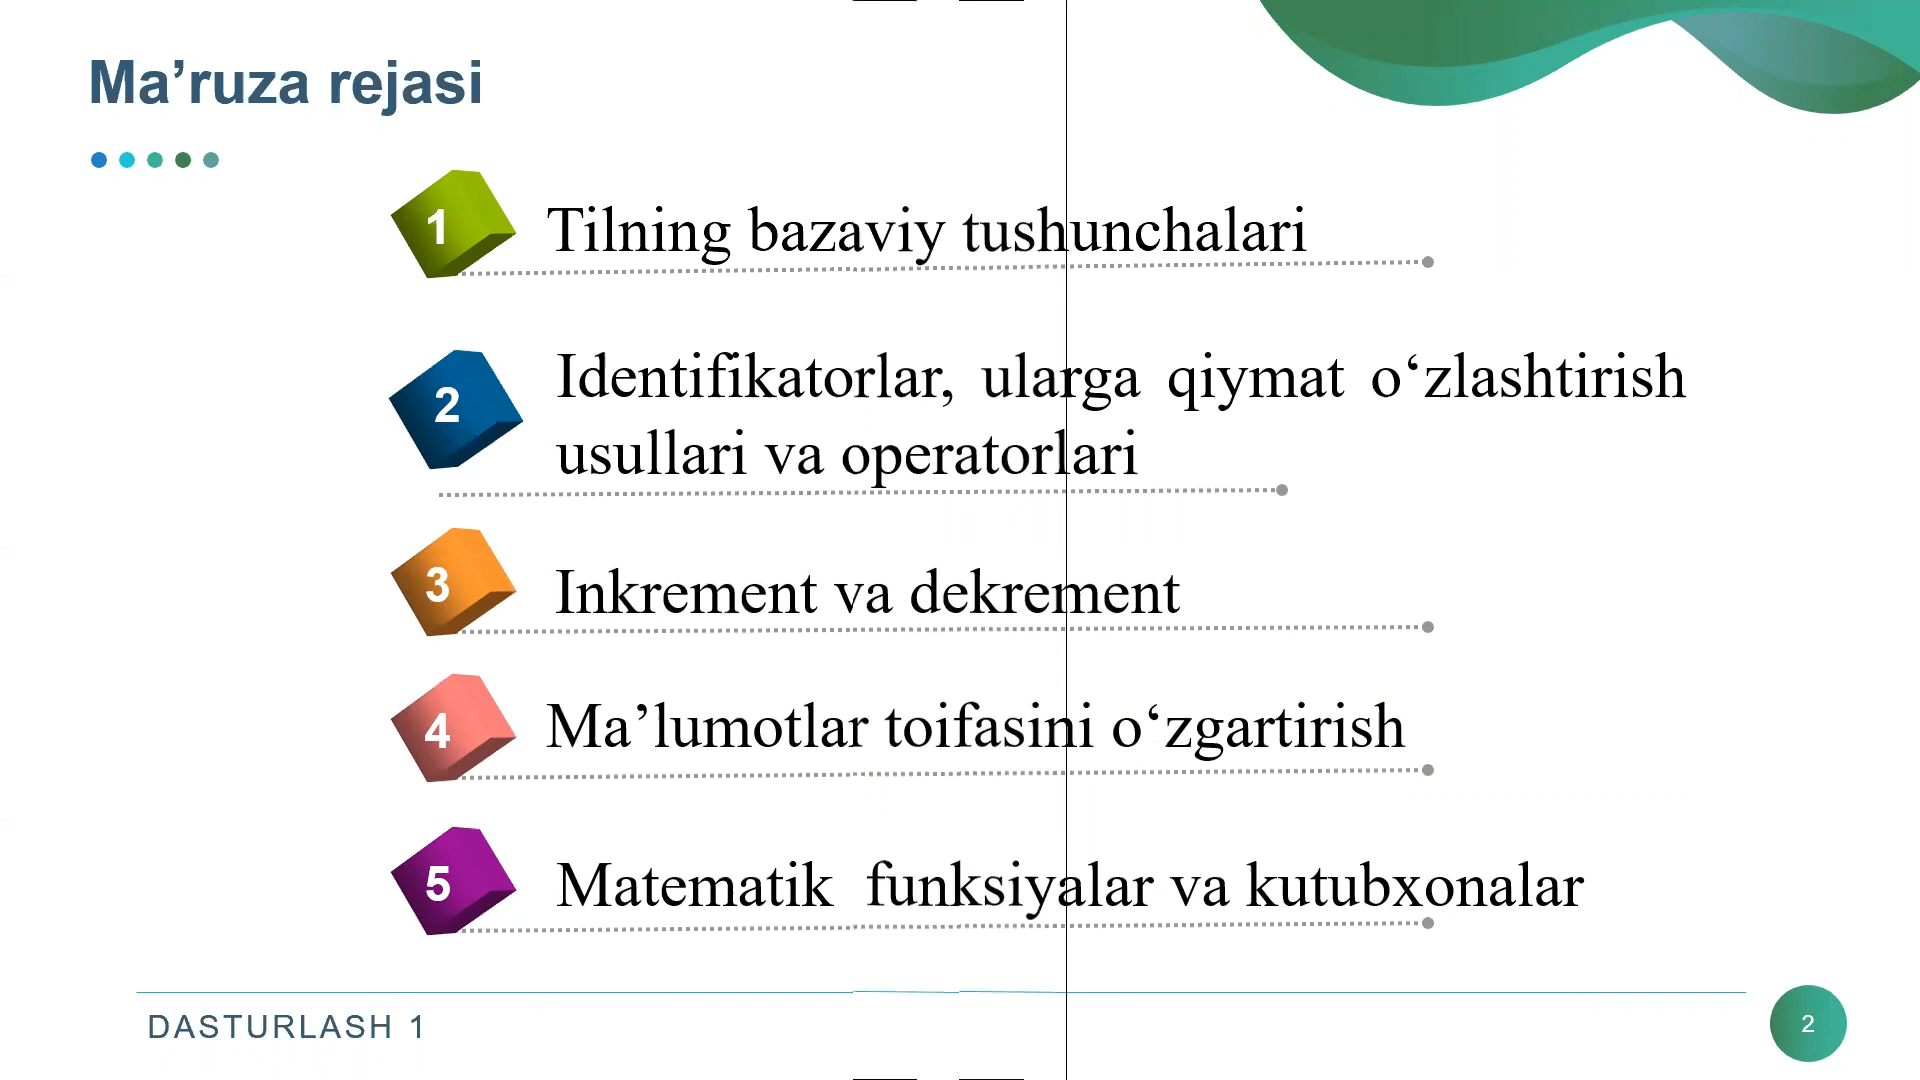 Ma’ruza rejasi
1
Tilning bazaviy tushunchalari
2
Identifikatorlar, ularga qiymat o‘zlashtirish
usullari va operatorlari
3
Inkrement va dekrement
4
Ma’lumotlar toifasini o‘zgartirish
5
Matematik funksiyalar va kutubxonalar
DASTURLASH 1
2